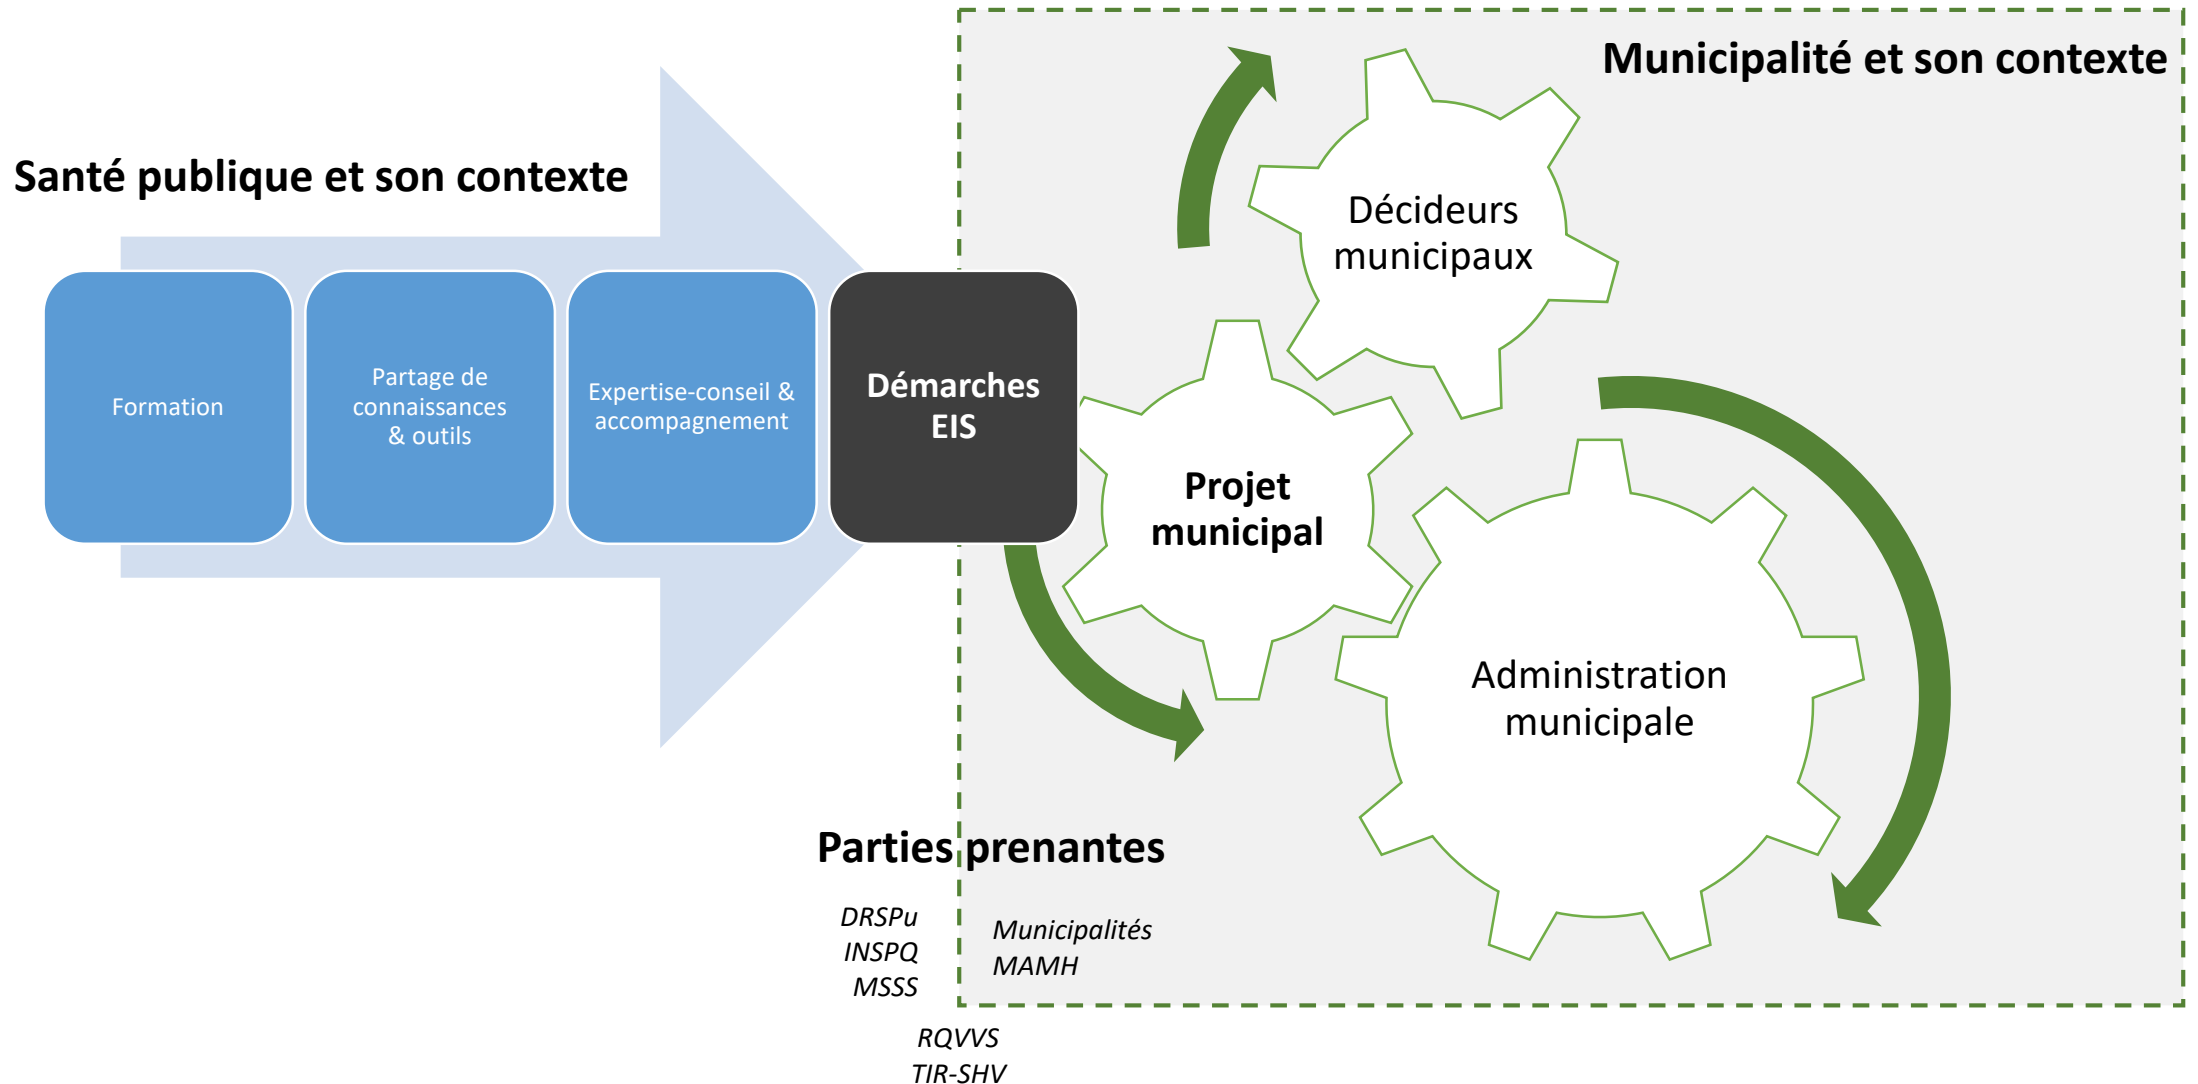 Municipalité et son contexte
Santé publique et son contexte
Formation
Partage de
connaissances
& outils
Expertise-conseil &
accompagnement
Démarches
EIS
Décideurs
municipaux
Projet
municipal
Administration
municipale
Parties prenantes
DRSPu
INSPQ
MSSS
Municipalités
MAMH
RQVVS
TIR-SHV